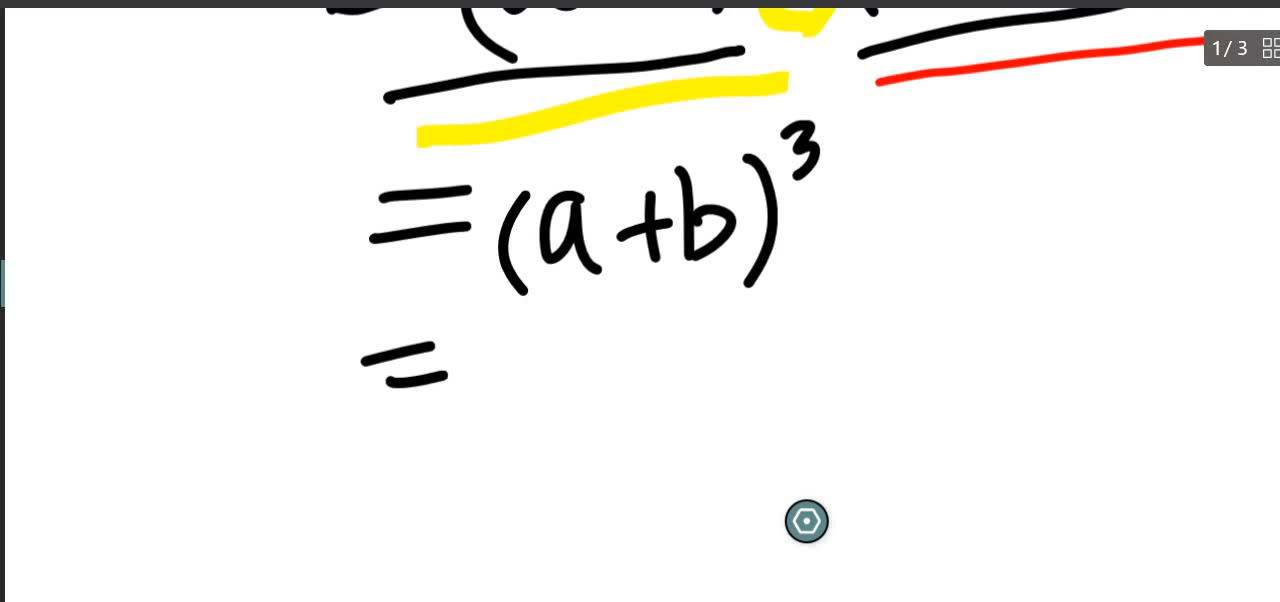 1/ 3
=(a+b)³
=